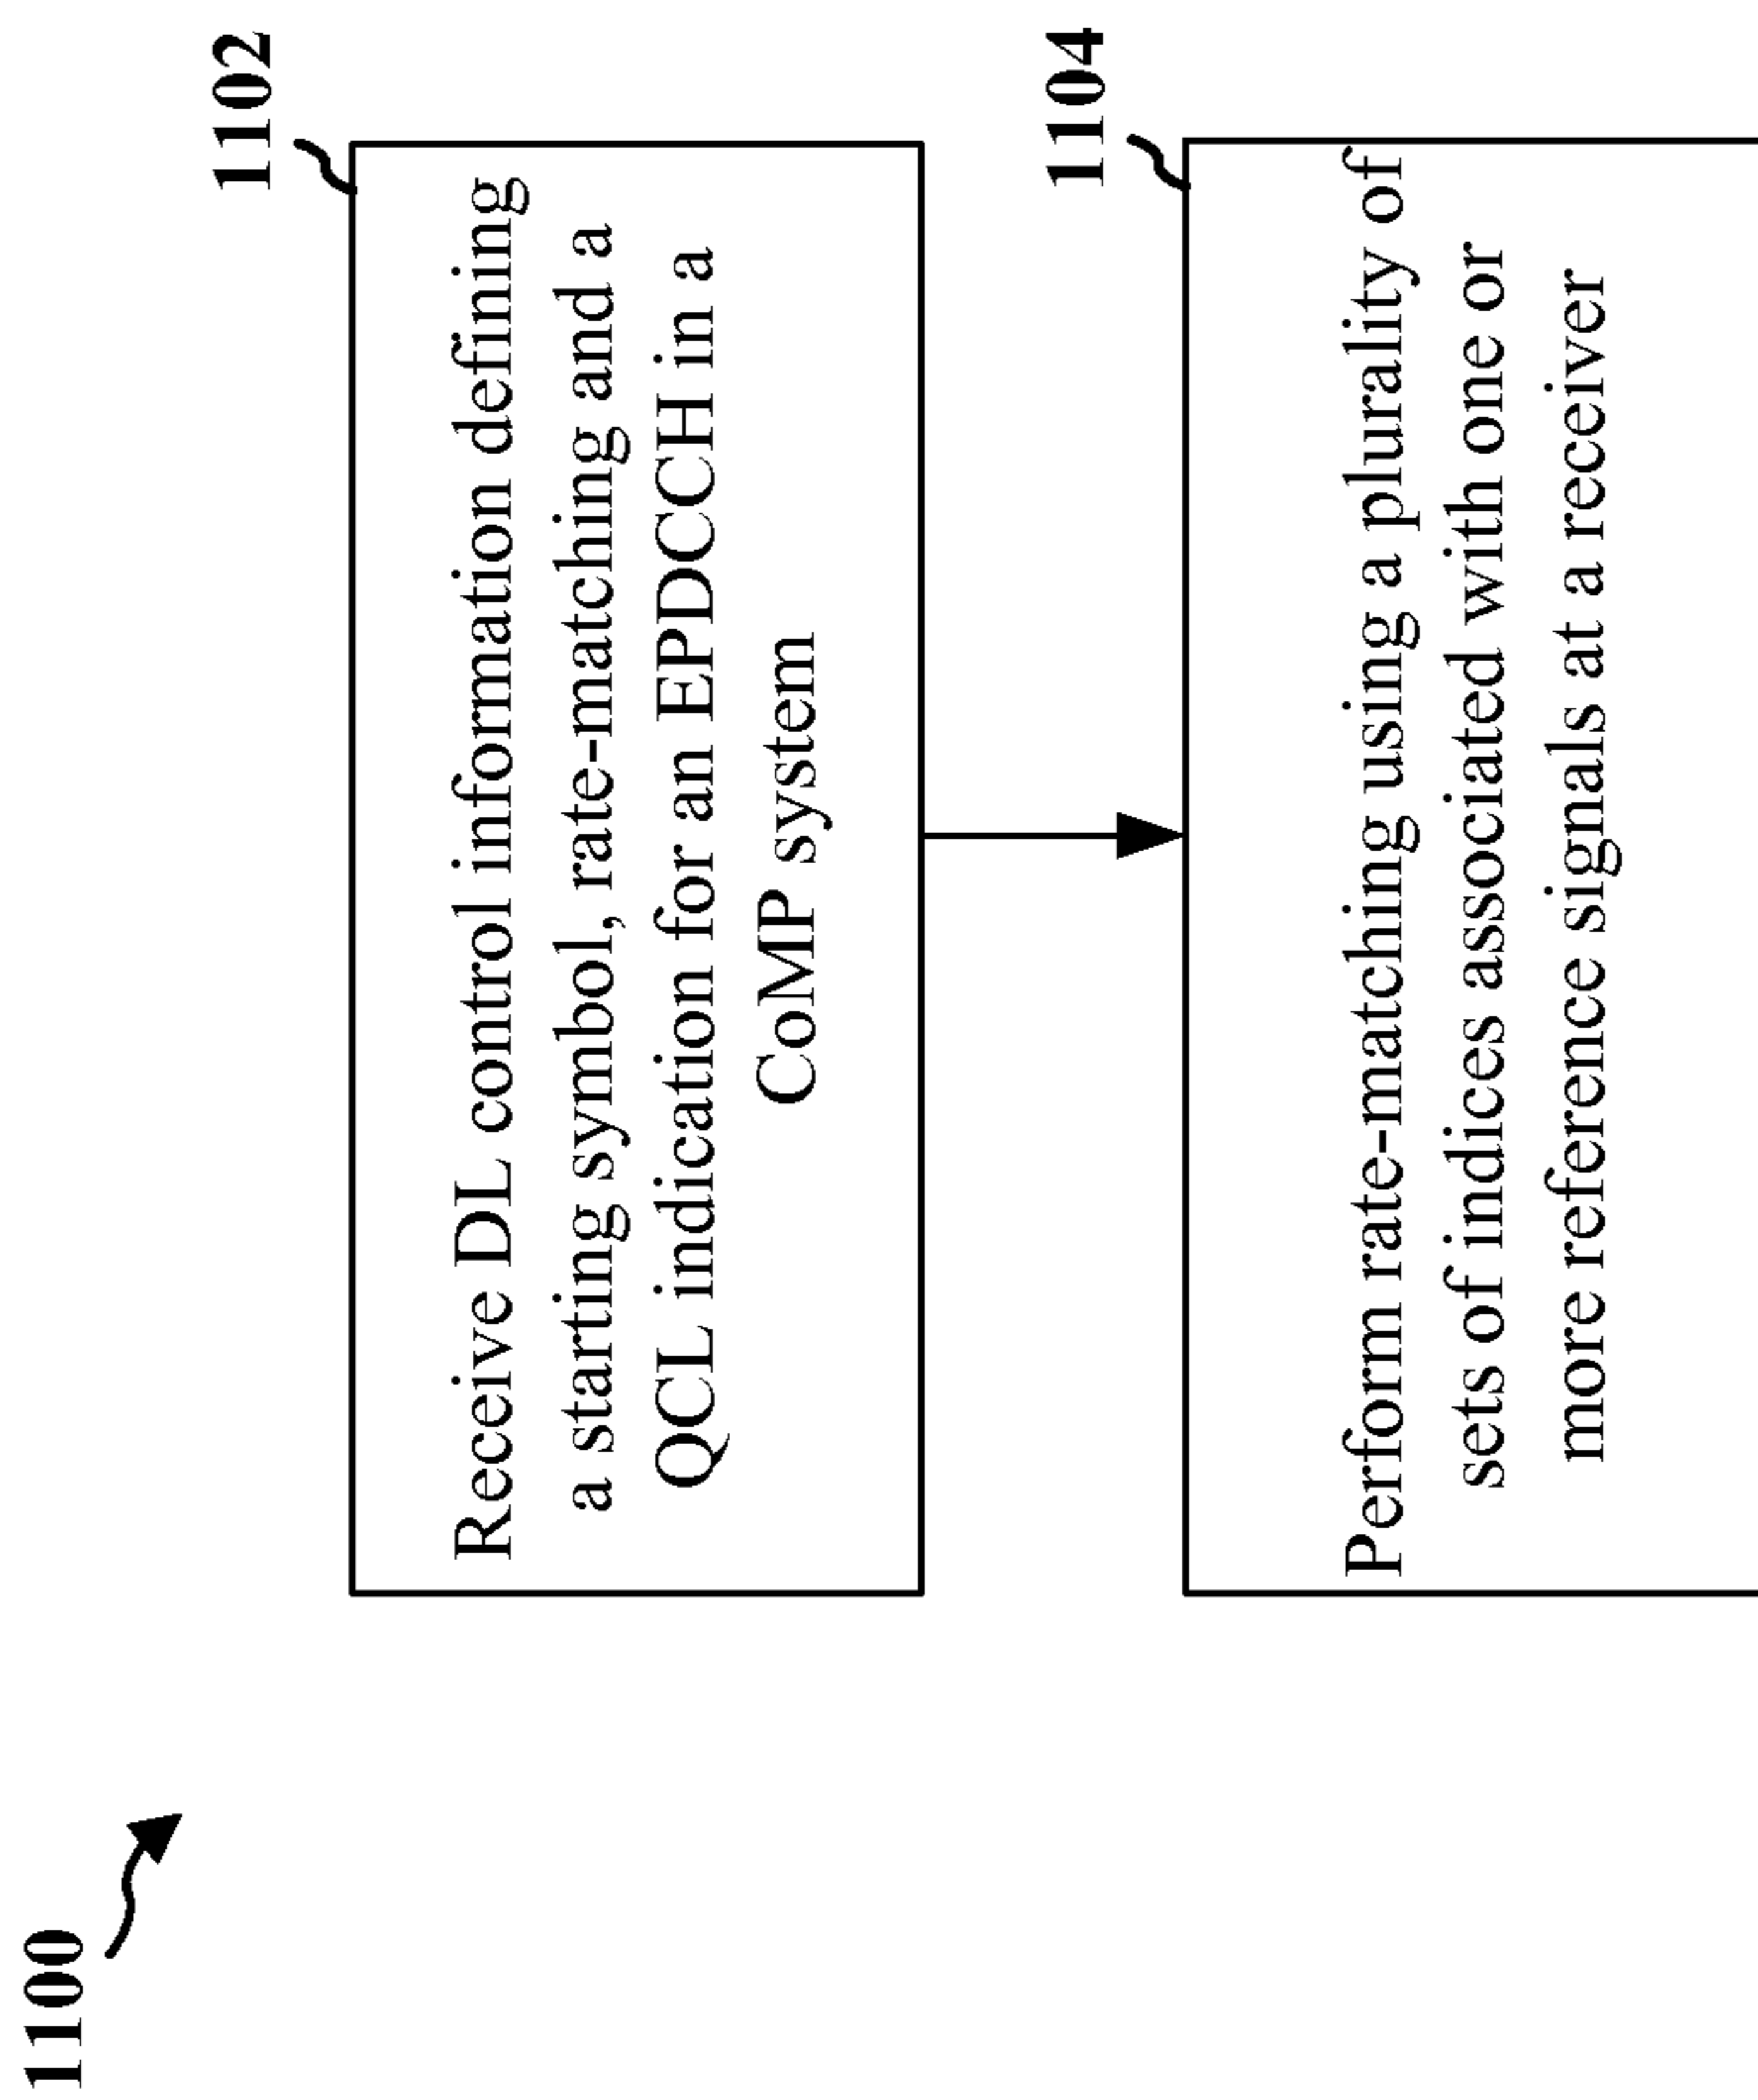 1100
1102
Receive DL control information defining
a starting symbol, rate-matching and a
QCL indication for an EPDCCH in a
CoMP system
1104
Perform rate-matching using a plurality of
sets of indices associated with one or
more reference signals at a receiver